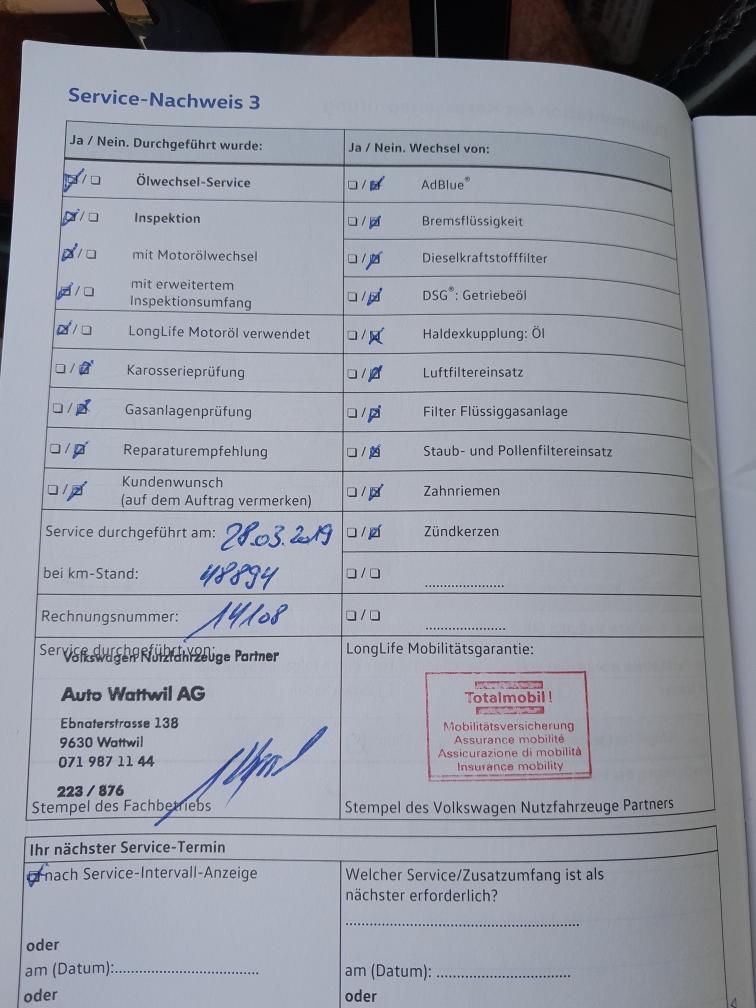 Service-Nachweis 3
Ja / Nein. Durchgeführt wurde:
Ölwechsel-Service
Inspektion
mit Motorölwechsel
mit erweitertem
Inspektionsumfang
LongLife Motoröl verwendet
Karosserieprüfung
Gasanlagenprüfung
Reparaturempfehlung
Kundenwunsch
(auf dem Auftrag vermerken)
Service durchgeführt am: 28.03.2019
bei km-Stand: 48894
Rechnungsnummer: 14108
Service durchgeführt von:
Volkswagen Nutzfahrzeuge Partner
Auto Wattwil AG
Ebnaterstrasse 138
9630 Wattwil
071 987 11 44
223 / 876
Stempel des Fachbetriebs
Ja / Nein. Wechsel von:
AdBlue®
Bremsflüssigkeit
Dieselkraftstofffilter
DSG®: Getriebeöl
Haldexkupplung: Öl
Luftfiltereinsatz
Filter Flüssiggasanlage
Staub- und Pollenfiltereinsatz
Zahnriemen
Zündkerzen
LongLife Mobilitätsgarantie:
Totalmobil!
Mobilitätsversicherung
Assurance mobilité
Assicurazione di mobilità
Insurance mobility
Stempel des Volkswagen Nutzfahrzeuge Partners
Ihr nächster Service-Termin
nach Service-Intervall-Anzeige
oder
am (Datum):
oder
Welcher Service/Zusatzumfang ist als
nächster erforderlich?
am (Datum):
oder